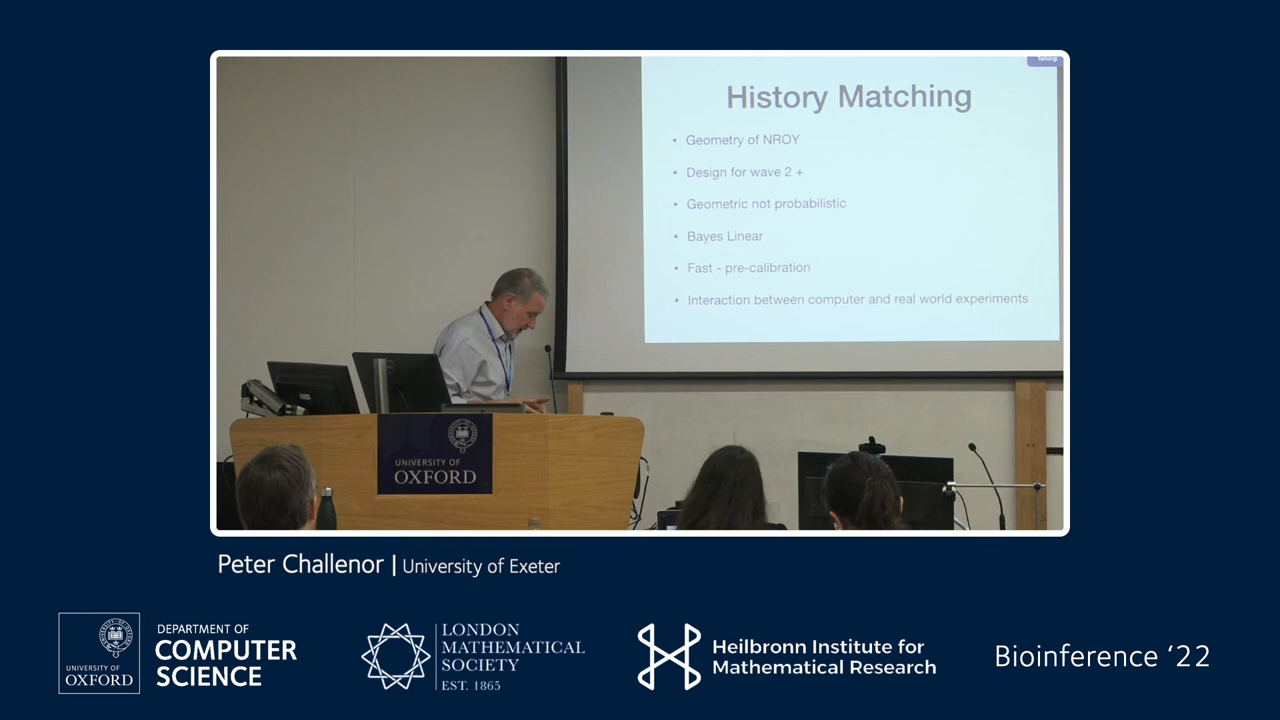 History Matching
• Geometry of NROY
• Design for wave 2 +
• Geometric not probabilistic
• Bayes Linear
• Fast - pre-calibration
• Interaction between computer and real world experiments
UNIVERSITY OF
OXFORD
Peter Challenor | University of Exeter
UNIVERSITY OF
OXFORD
DEPARTMENT OF
COMPUTER
SCIENCE
LONDON
MATHEMATICAL
SOCIETY
EST. 1865
Heilbronn Institute for
Mathematical Research
Bioinference ‘22